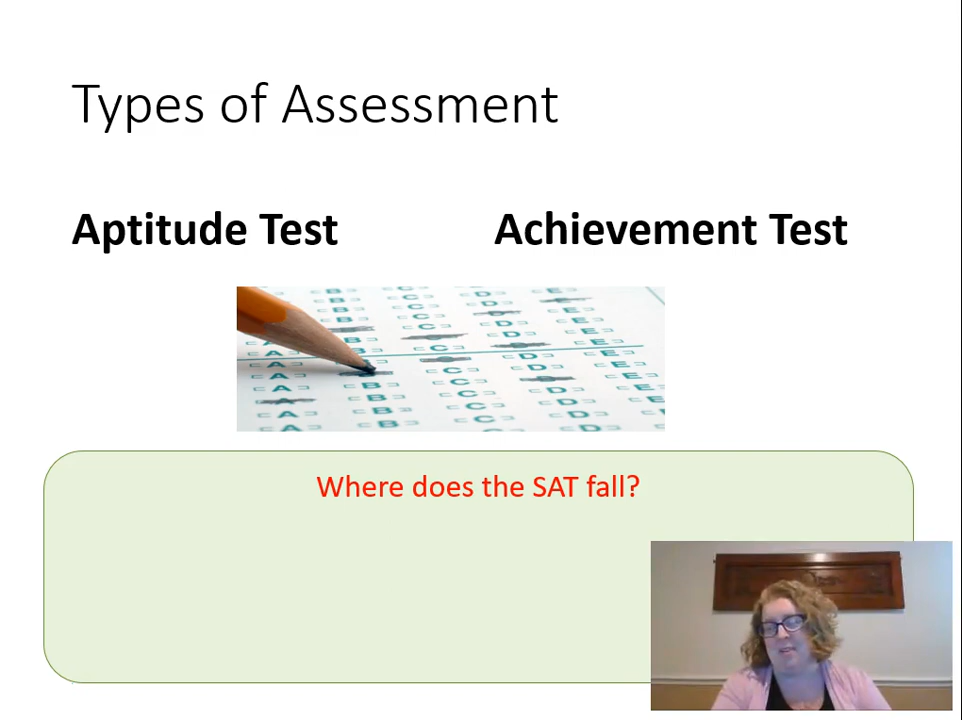 Types of Assessment
Aptitude Test
Achievement Test
Where does the SAT fall?